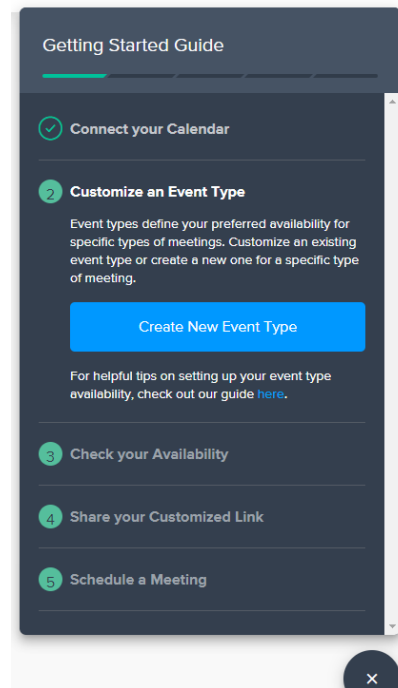 Getting Started Guide
Connect your Calendar
2 Customize an Event Type
Event types define your preferred availability for
specific types of meetings. Customize an existing
event type or create a new one for a specific type
of meeting.
Create New Event Type
For helpful tips on setting up your event type
availability, check out our guide here.
3 Check your Availability
4 Share your Customized Link
5 Schedule a Meeting